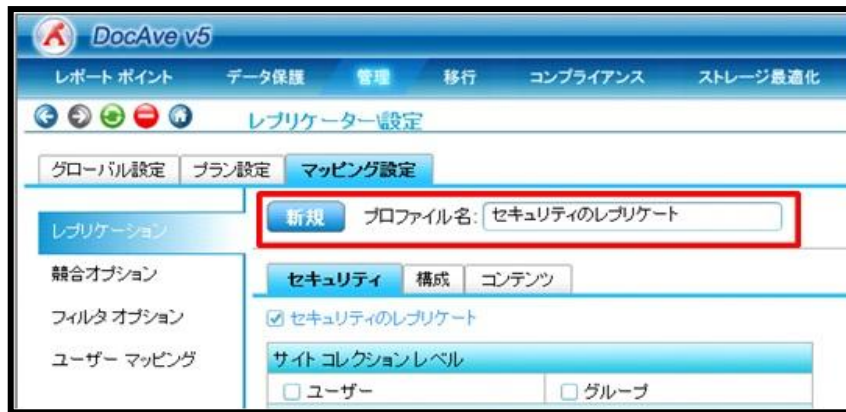 DocAve v5
レポート ポイント データ保護 管理 移行 コンプライアンス ストレージ最適化
レプリケーター\設定
グローバル設定 プラン設定 マッピング設定
新規 プロファイル名: セキュリティのレプリケート
レプリケーション
セキュリティ 構成 コンテンツ
競合オプション
セキュリティのレプリケート
フィルタ オプション
サイト コレクション レベル
ユーザー マッピング
ユーザー グループ